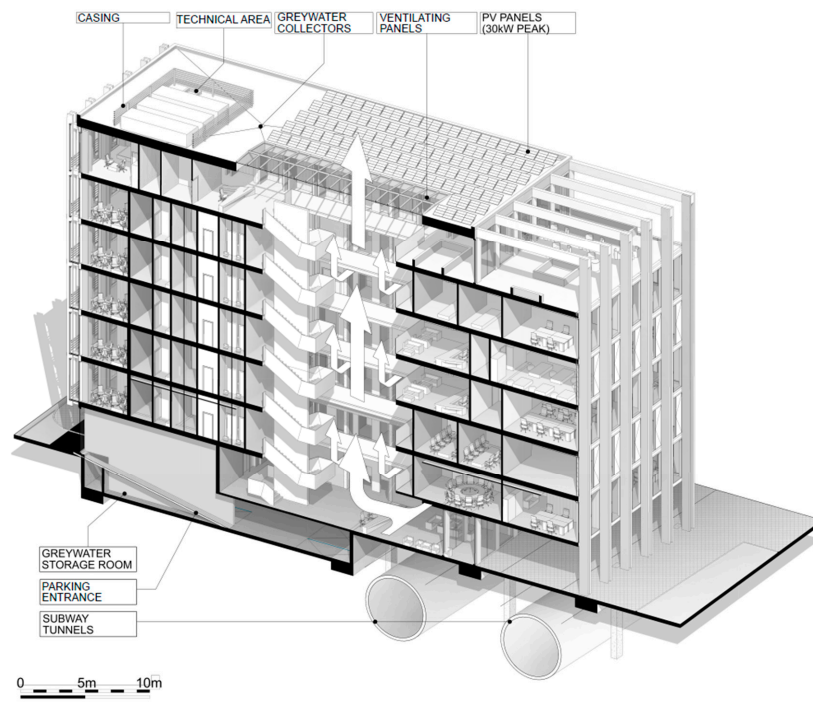 CASING
TECHNICAL AREA
GREYWATER
COLLECTORS
VENTILATING
PANELS
PV PANELS
(30kW PEAK)
GREYWATER
STORAGE ROOM
PARKING
ENTRANCE
SUBWAY
TUNNELS
0 5m 10m